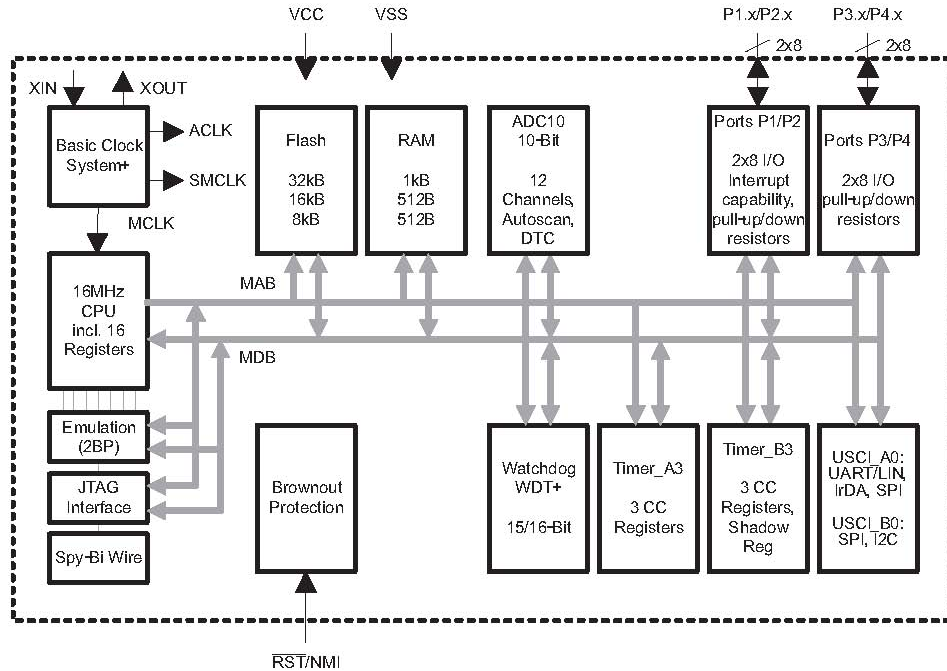 VCC
VSS
P1.x/P2.x
P3.x/P4.x
2x8
2x8
XIN
XOUT
Basic Clock
System+
ACLK
SMCLK
MCLK
Flash
32kB
16kB
8kB
RAM
1kB
512B
512B
ADC10
10-Bit
12
Channels,
Autoscan,
DTC
Ports P1/P2
2x8 I/O
Interrupt
capability,
pull-up/down
resistors
Ports P3/P4
2x8 I/O
pull-up/down
resistors
16MHz
CPU
incl. 16
Registers
MAB
MDB
Emulation
(2BP)
JTAG
Interface
Spy-Bi Wire
Brownout
Protection
RST/NMI
Watchdog
WDT+
15/16-Bit
Timer_A3
3 CC
Registers
Timer_B3
3 CC
Registers,
Shadow
Reg
USCI_A0:
UART/LIN,
IrDA, SPI
USCI_B0:
SPI, I2C